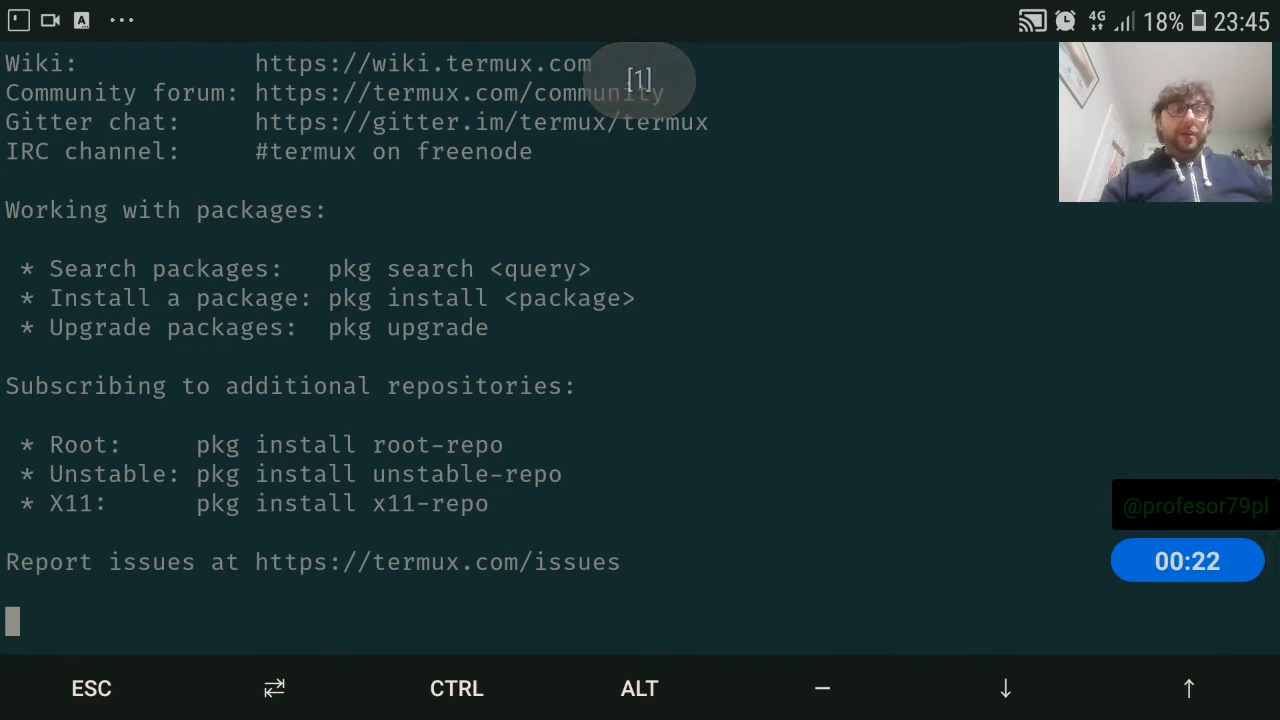 4G 18% 23:45
Wiki: https://wiki.termux.com
[1]
Community forum: https://termux.com/community
Gitter chat: https://gitter.im/termux/termux
IRC channel: #termux on freenode
Working with packages:
* Search packages: pkg search <query>
* Install a package: pkg install <package>
* Upgrade packages: pkg upgrade
Subscribing to additional repositories:
* Root: pkg install root-repo
* Unstable: pkg install unstable-repo
* X11: pkg install x11-repo
@profesor79pl
Report issues at https://termux.com/issues
00:22
ESC ⇄ CTRL ALT — ↓ ↑